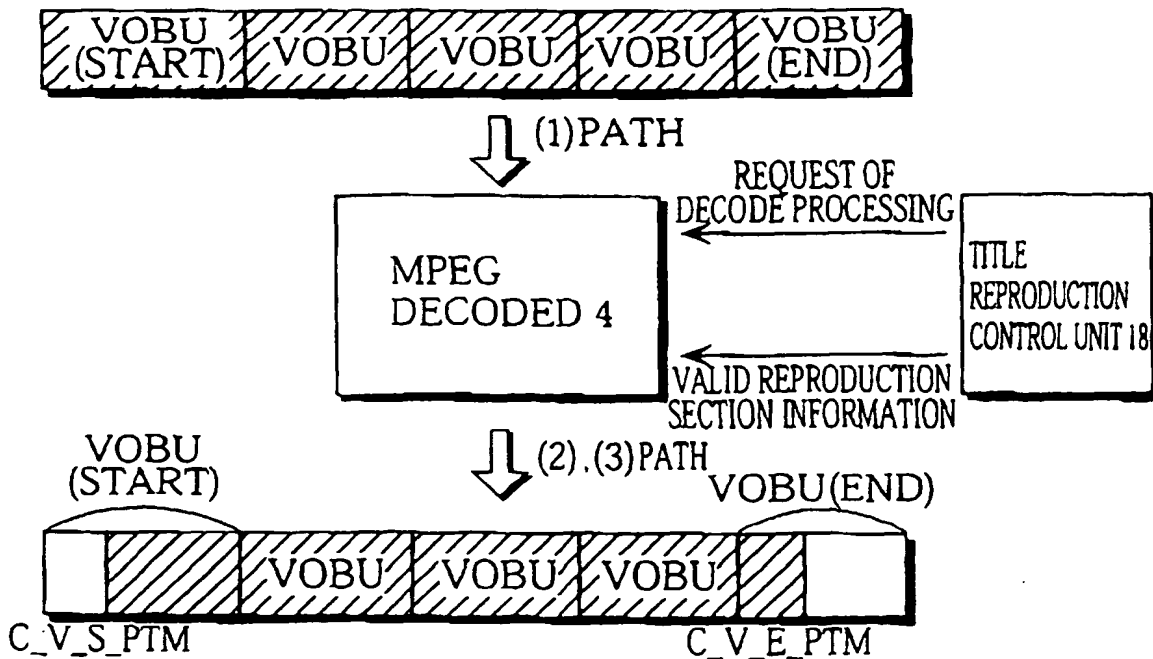 VOBU
(START)
VOBU
VOBU
VOBU
VOBU
(END)
(1)PATH
REQUEST OF
DECODE PROCESSING
MPEG
DECODED 4
TITLE
REPRODUCTION
CONTROL UNIT 18
VALID REPRODUCTION
SECTION INFORMATION
(2),(3)PATH
VOBU
(START)
VOBU(END)
VOBU
VOBU
VOBU
C_V_S_PTM
C_V_E_PTM